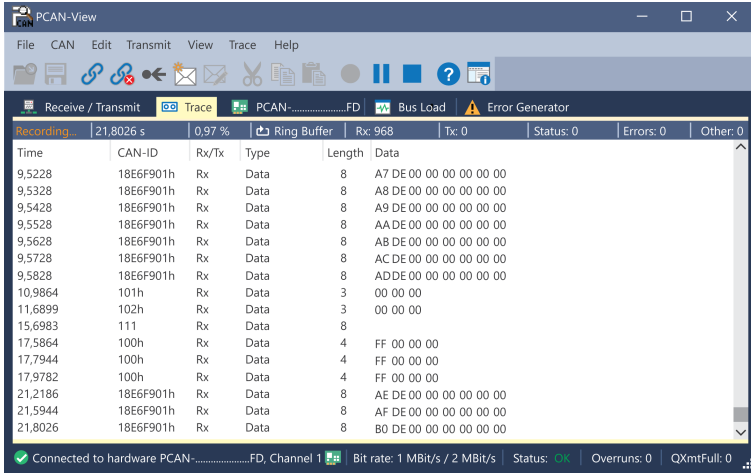 PCAN-View
File CAN Edit Transmit View Trace Help
Receive / Transmit Trace PCAN-.....................FD Bus Load Error Generator
Recording... 21,8026 s 0,97 % Ring Buffer Rx: 968 Tx: 0 Status: 0 Errors: 0 Other: 0
Time CAN-ID Rx/Tx Type Length Data
9,5228 18E6F901h Rx Data 8 A7 DE 00 00 00 00 00 00
9,5328 18E6F901h Rx Data 8 A8 DE 00 00 00 00 00 00
9,5428 18E6F901h Rx Data 8 A9 DE 00 00 00 00 00 00
9,5528 18E6F901h Rx Data 8 AA DE 00 00 00 00 00 00
9,5628 18E6F901h Rx Data 8 AB DE 00 00 00 00 00 00
9,5728 18E6F901h Rx Data 8 AC DE 00 00 00 00 00 00
9,5828 18E6F901h Rx Data 8 AD DE 00 00 00 00 00 00
10,9864 101h Rx Data 3 00 00 00
11,6899 102h Rx Data 3 00 00 00
15,6983 111 Rx Data 8
17,5864 100h Rx Data 4 FF 00 00 00
17,7944 100h Rx Data 4 FF 00 00 00
17,9782 100h Rx Data 4 FF 00 00 00
21,2186 18E6F901h Rx Data 8 AE DE 00 00 00 00 00 00
21,5944 18E6F901h Rx Data 8 AF DE 00 00 00 00 00 00
21,8026 18E6F901h Rx Data 8 B0 DE 00 00 00 00 00 00
Connected to hardware PCAN-.....................FD, Channel 1 Bit rate: 1 MBit/s / 2 MBit/s Status: OK Overruns: 0 QXmtFull: 0